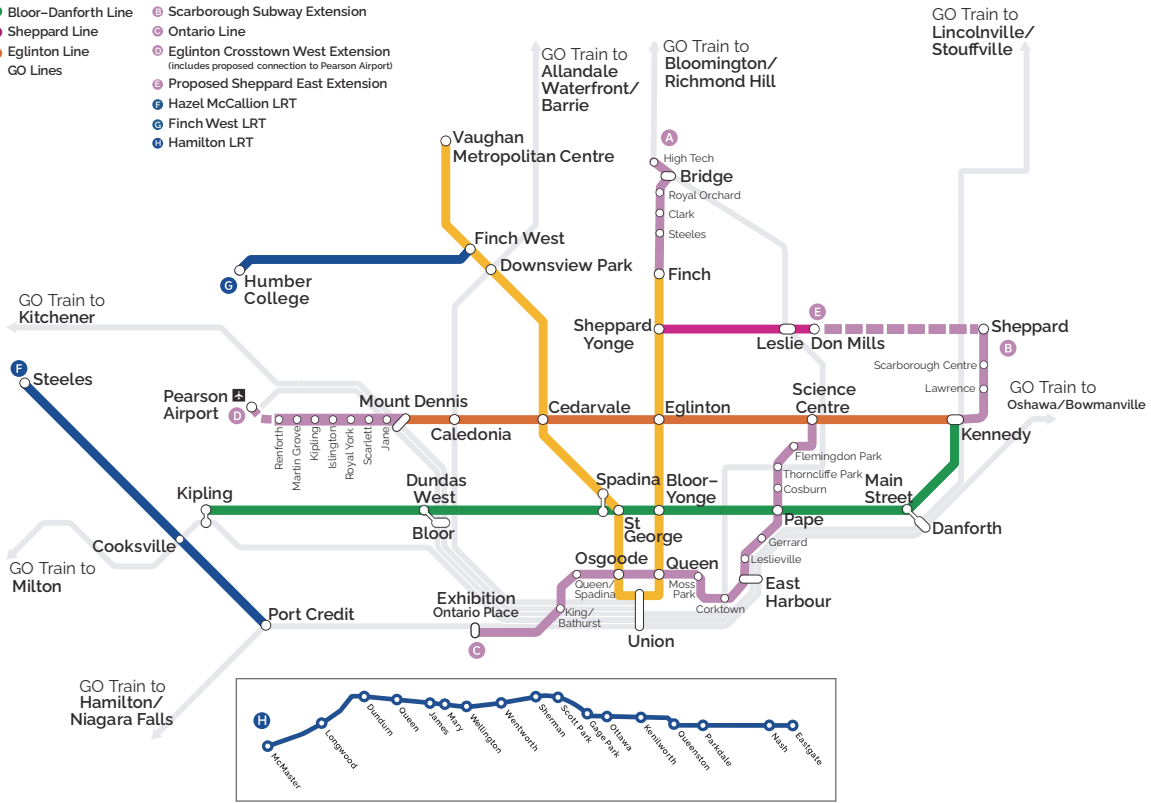 Bloor–Danforth Line
Sheppard Line
Eglinton Line
GO Lines
B Scarborough Subway Extension
C Ontario Line
D Eglinton Crosstown West Extension
(includes proposed connection to Pearson Airport)
E Proposed Sheppard East Extension
F Hazel McCallion LRT
G Finch West LRT
H Hamilton LRT
GO Train to
Allandale
Waterfront/
Barrie
GO Train to
Bloomington/
Richmond Hill
GO Train to
Lincolnville/
Stouffville
Vaughan
Metropolitan Centre
A
High Tech
Bridge
Royal Orchard
Clark
Steeles
Finch West
Downsview Park
Finch
G
Humber
College
GO Train to
Kitchener
Sheppard
Yonge
Leslie
E
Don Mills
Sheppard
B
Scarborough Centre
Lawrence
F
Steeles
GO Train to
Oshawa/Bowmanville
Pearson
Airport
D
Renforth
Martin Grove
Kipling
Islington
Royal York
Scarlett
Jane
Mount Dennis
Caledonia
Cedarvale
Eglinton
Science
Centre
Kennedy
Flemingdon Park
Thorncliffe Park
Cosburn
Kipling
Dundas
West
Bloor
Spadina
St
George
Bloor–
Yonge
Pape
Main
Street
Danforth
Cooksville
GO Train to
Milton
Gerrard
Leslieville
East
Harbour
Osgoode
Queen
Queen/
Spadina
Moss
Park
Corktown
King/
Bathurst
Exhibition
Ontario Place
C
Union
Port Credit
GO Train to
Hamilton/
Niagara Falls
H
McMaster
Longwood
Dundurn
Queen
James
Mary
Wellington
Wentworth
Sherman
Scott Park
Gage Park
Ottawa
Kenilworth
Queenston
Parkdale
Nash
Eastgate